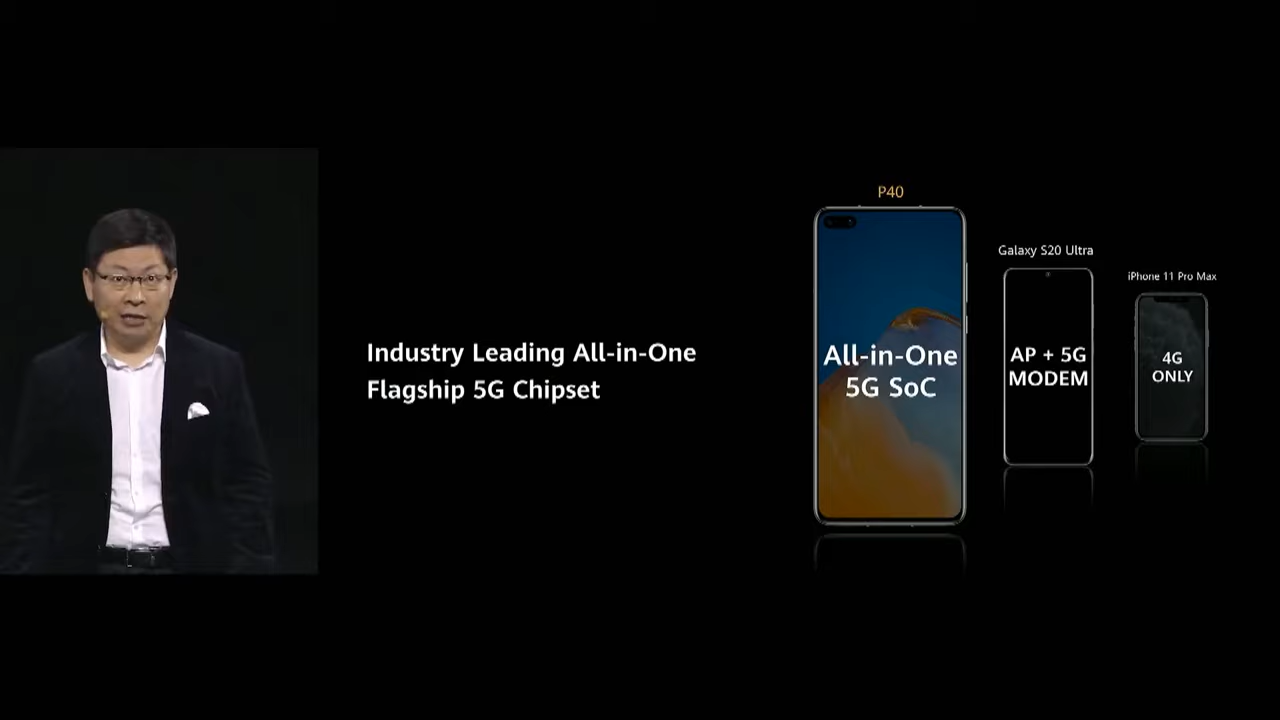 Industry Leading All-in-One
Flagship 5G Chipset
P40
All-in-One
5G SoC
Galaxy S20 Ultra
AP + 5G
MODEM
iPhone 11 Pro Max
4G
ONLY